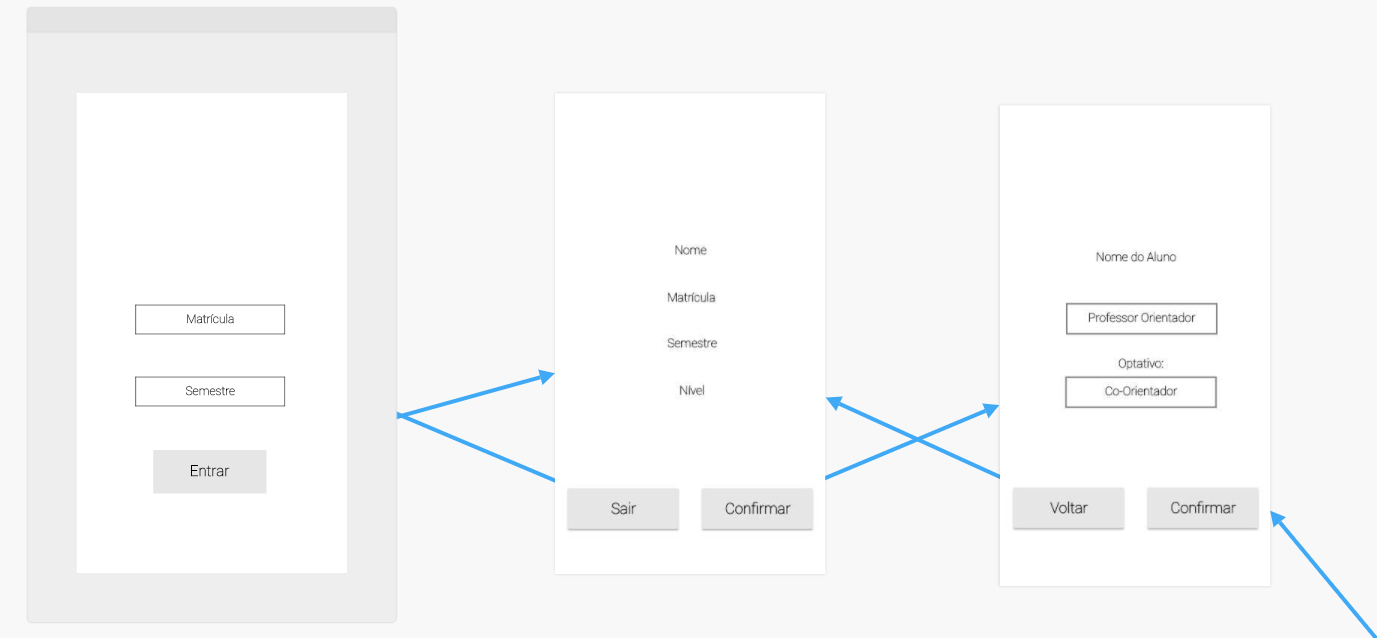 Matrícula
Semestre
Entrar
Nome
Matrícula
Semestre
Nível
Sair
Confirmar
Nome do Aluno
Professor Orientador
Optativo:
Co-Orientador
Voltar
Confirmar